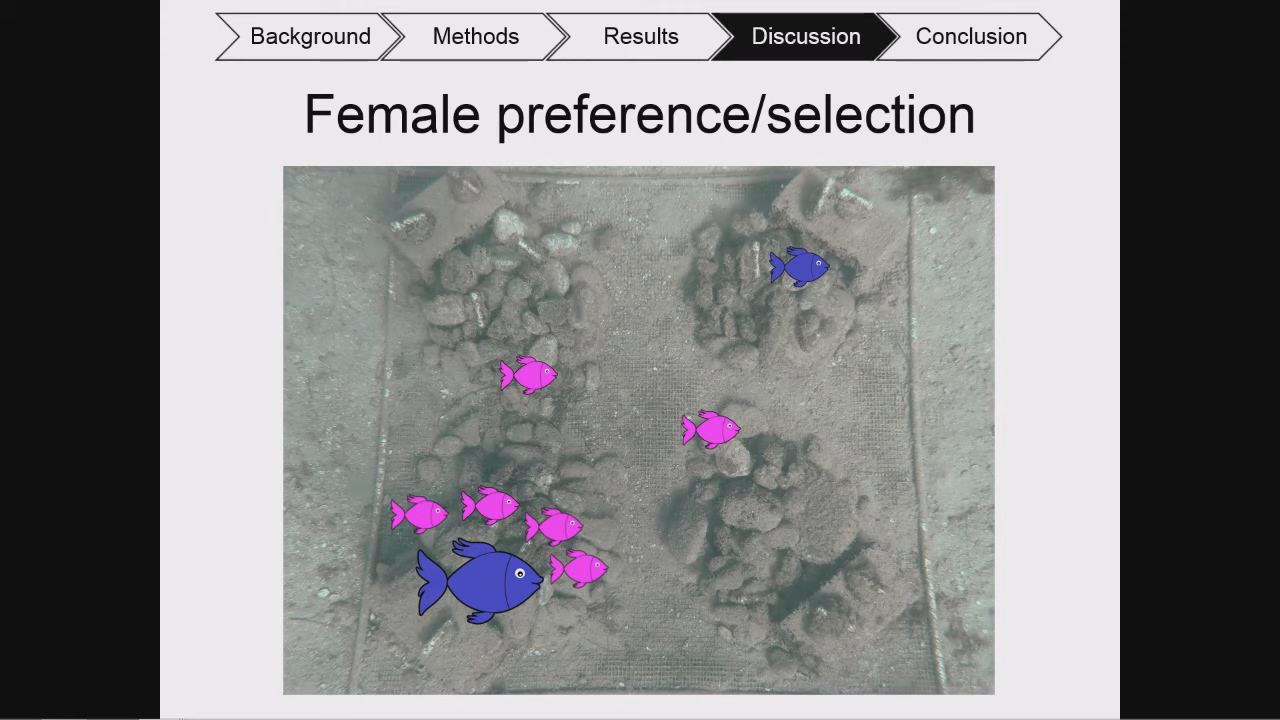 Background Methods Results Discussion Conclusion
Female preference/selection